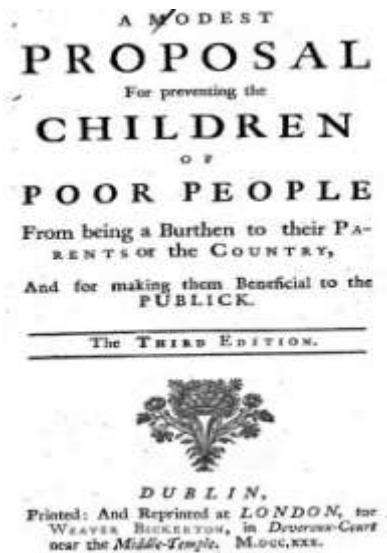 A MODEST
PROPOSAL
For preventing the
CHILDREN
OF
POOR PEOPLE
From being a Burthen to their PA-
RENTS or the COUNTRY,
And for making them Beneficial to the
PUBLICK.
The THIRD EDITION.
DUBLIN,
Printed: And Reprinted at LONDON, for
WEAVER BICKERTON, in Devereux-Court
near the Middle-Temple. M.DCC.XXX.